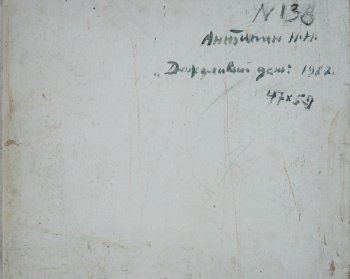 N 138
Антипин Н.Н.
"Дождливый день" 1982.
47x59